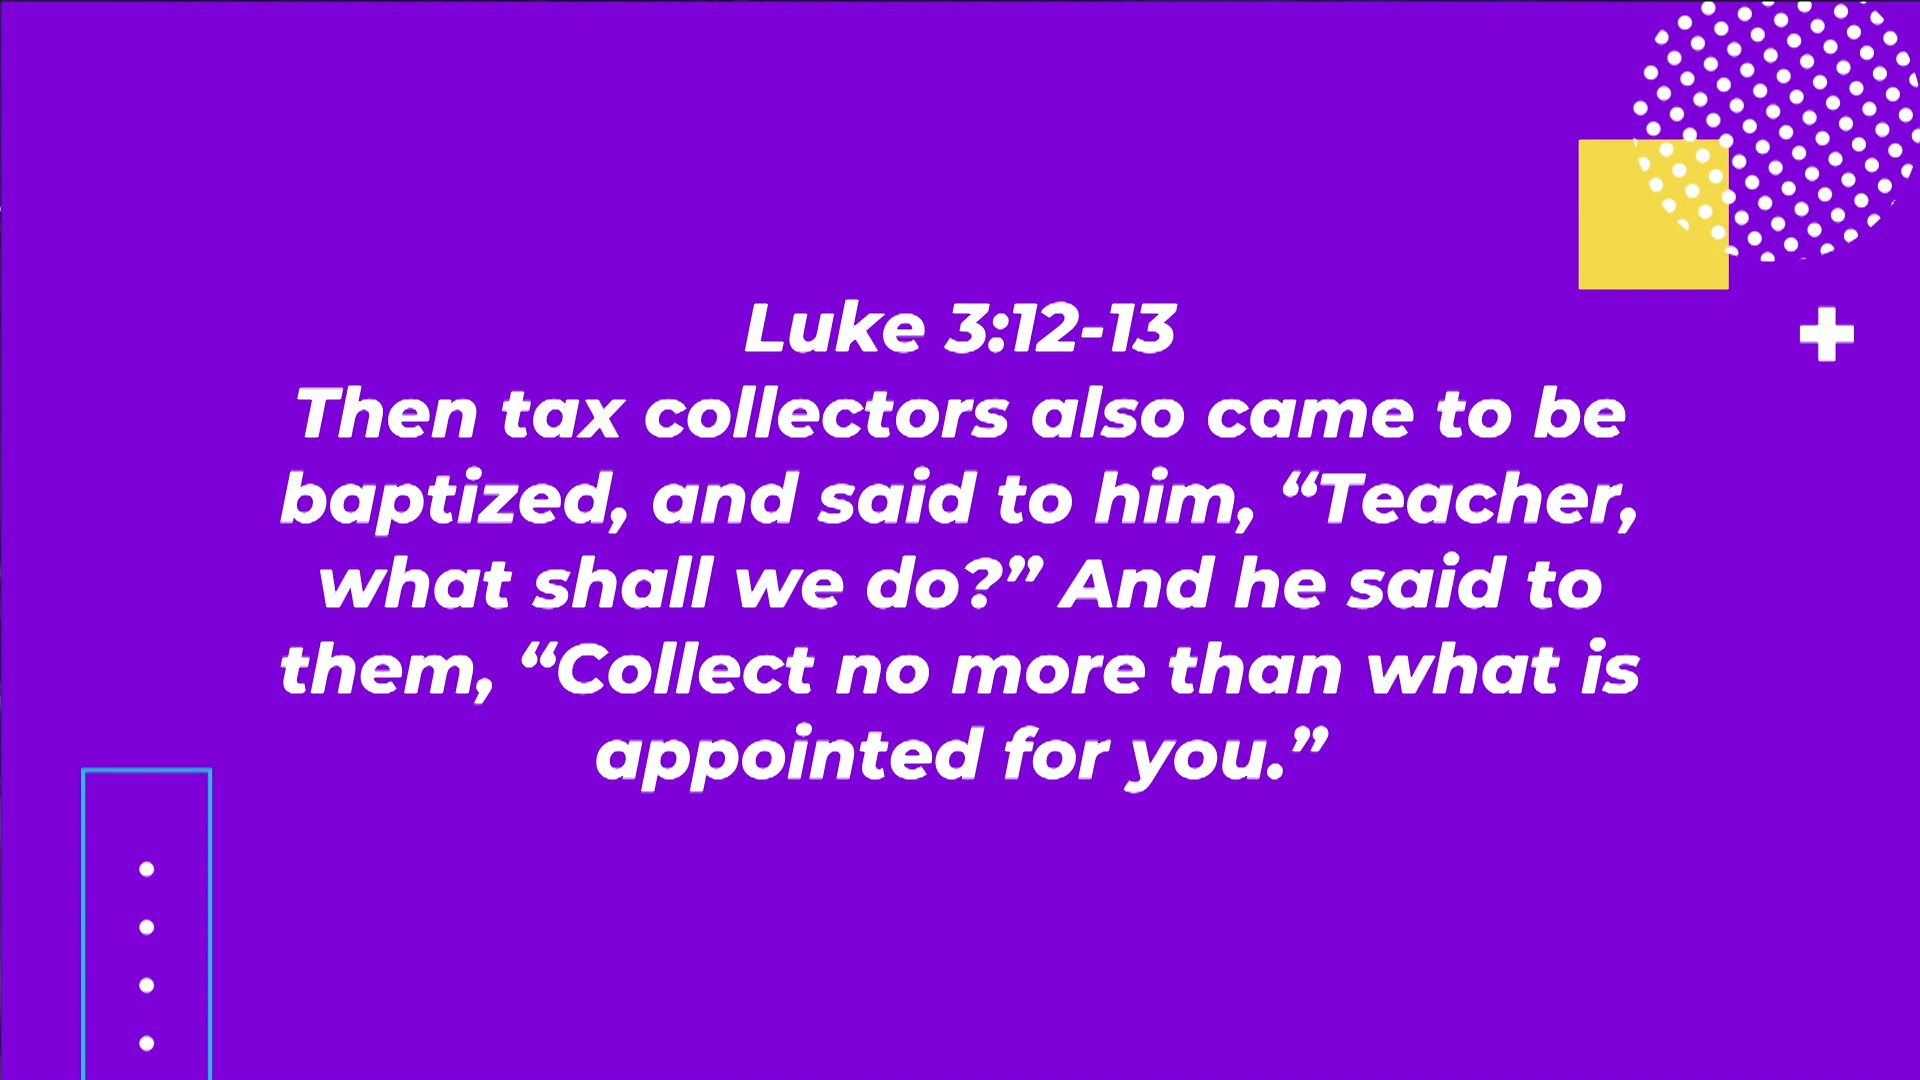 Luke 3:12-13
Then tax collectors also came to be
baptized, and said to him, “Teacher,
what shall we do?” And he said to
them, “Collect no more than what is
appointed for you.”